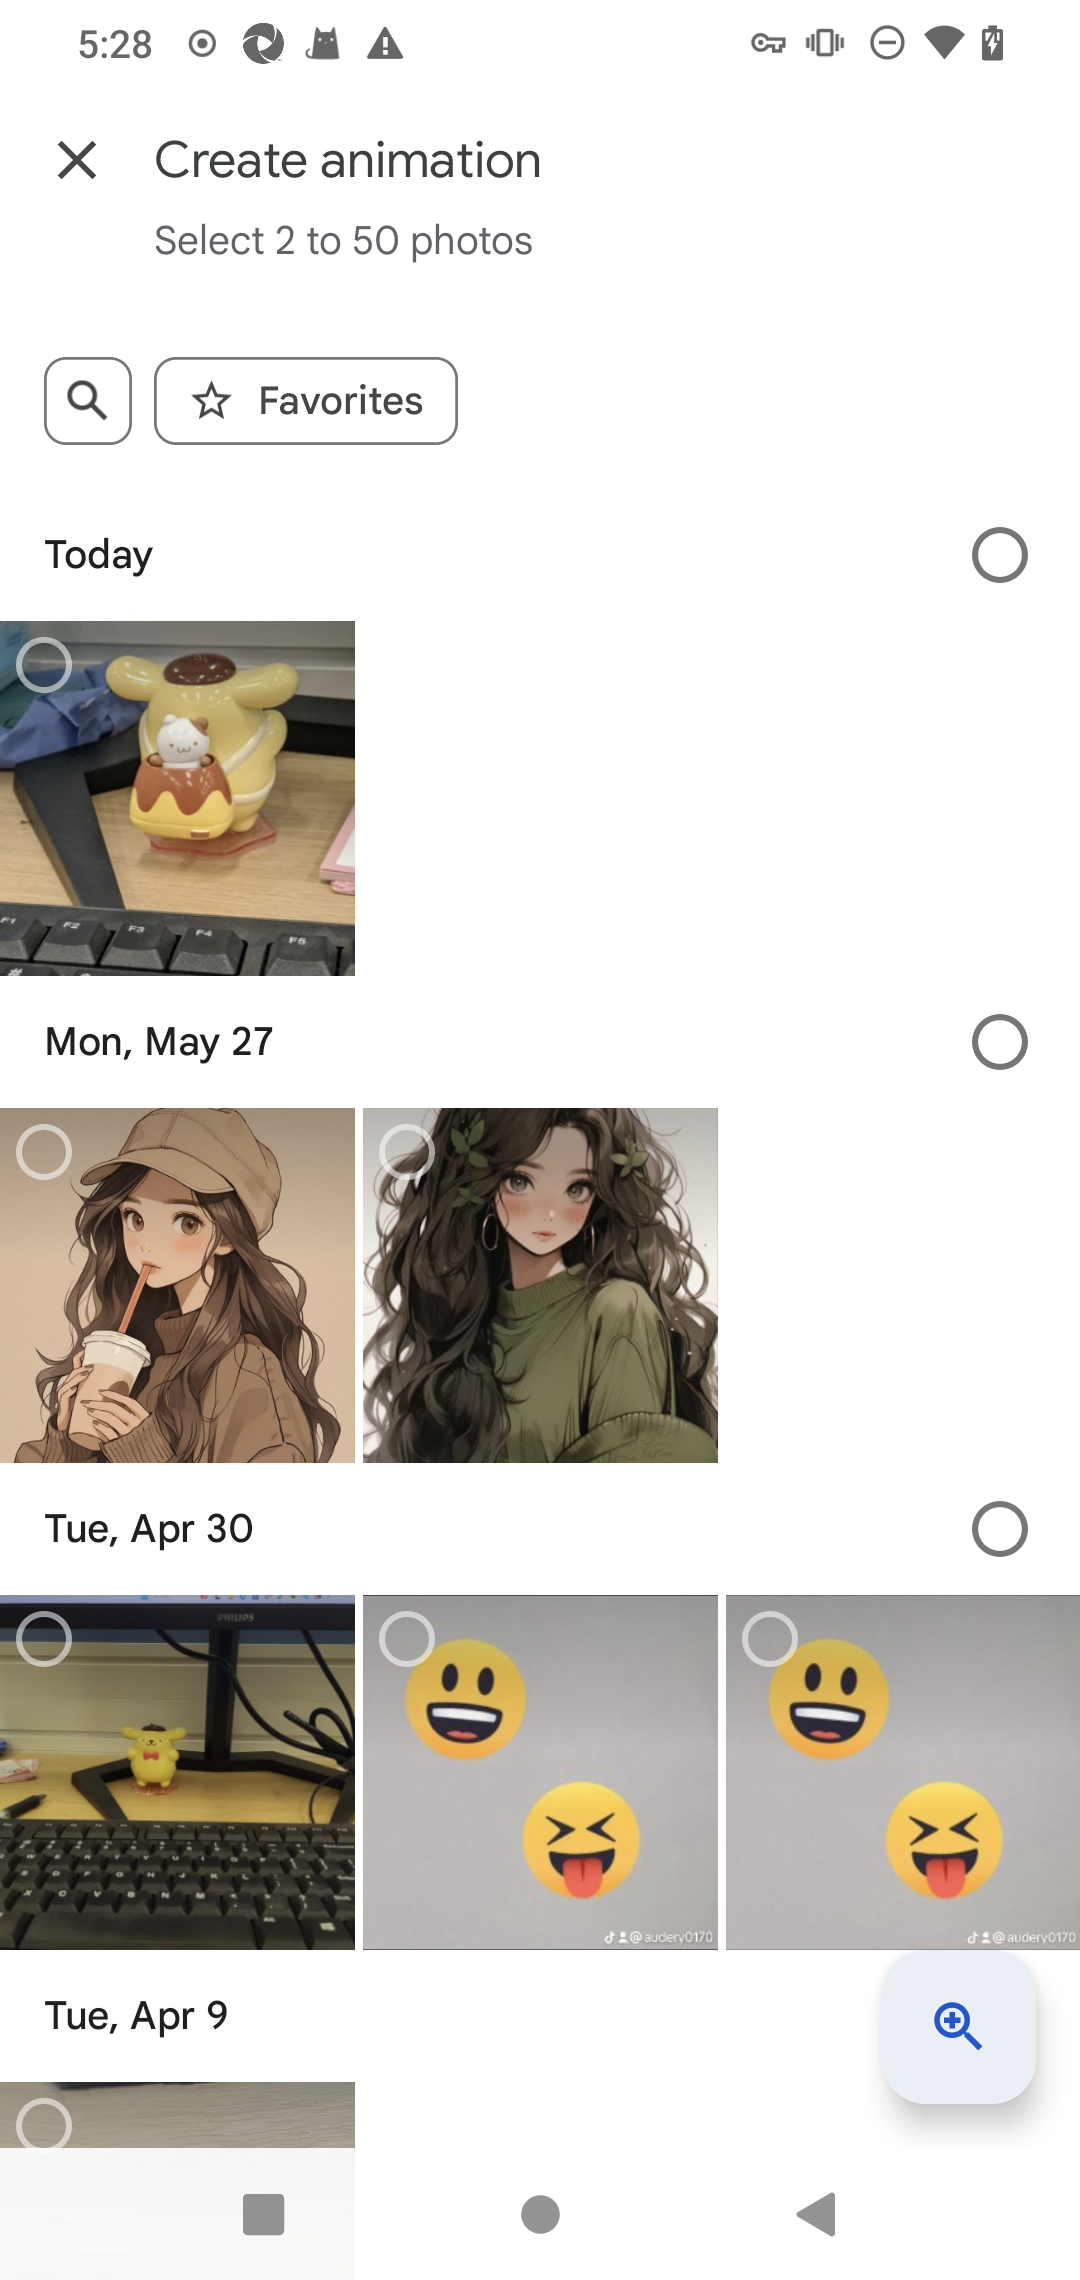 5:28
Create animation
Select 2 to 50 photos
Favorites
Today
F1 F2 F3 F4 F5
Mon, May 27
Tue, Apr 30
PHILIPS
@audery0170
@audery0170
Tue, Apr 9